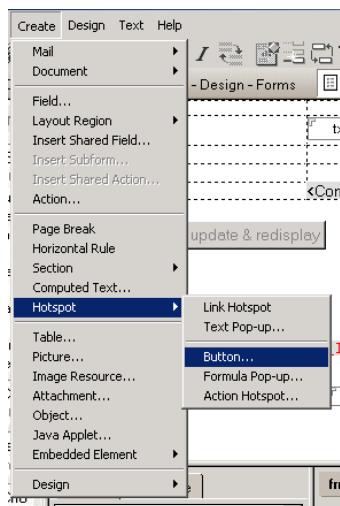 Create Design Text Help
Mail
Document
- Design - Forms
Field...
Layout Region
Insert Shared Field...
Insert Subform...
Insert Shared Action...
Action...
Page Break
Horizontal Rule
update & redisplay
Section
Computed Text...
Hotspot
Link Hotspot
Text Pop-up...
Table...
Button...
Picture...
Formula Pop-up...
Image Resource...
Action Hotspot...
Attachment...
Object...
Java Applet...
Embedded Element
Design